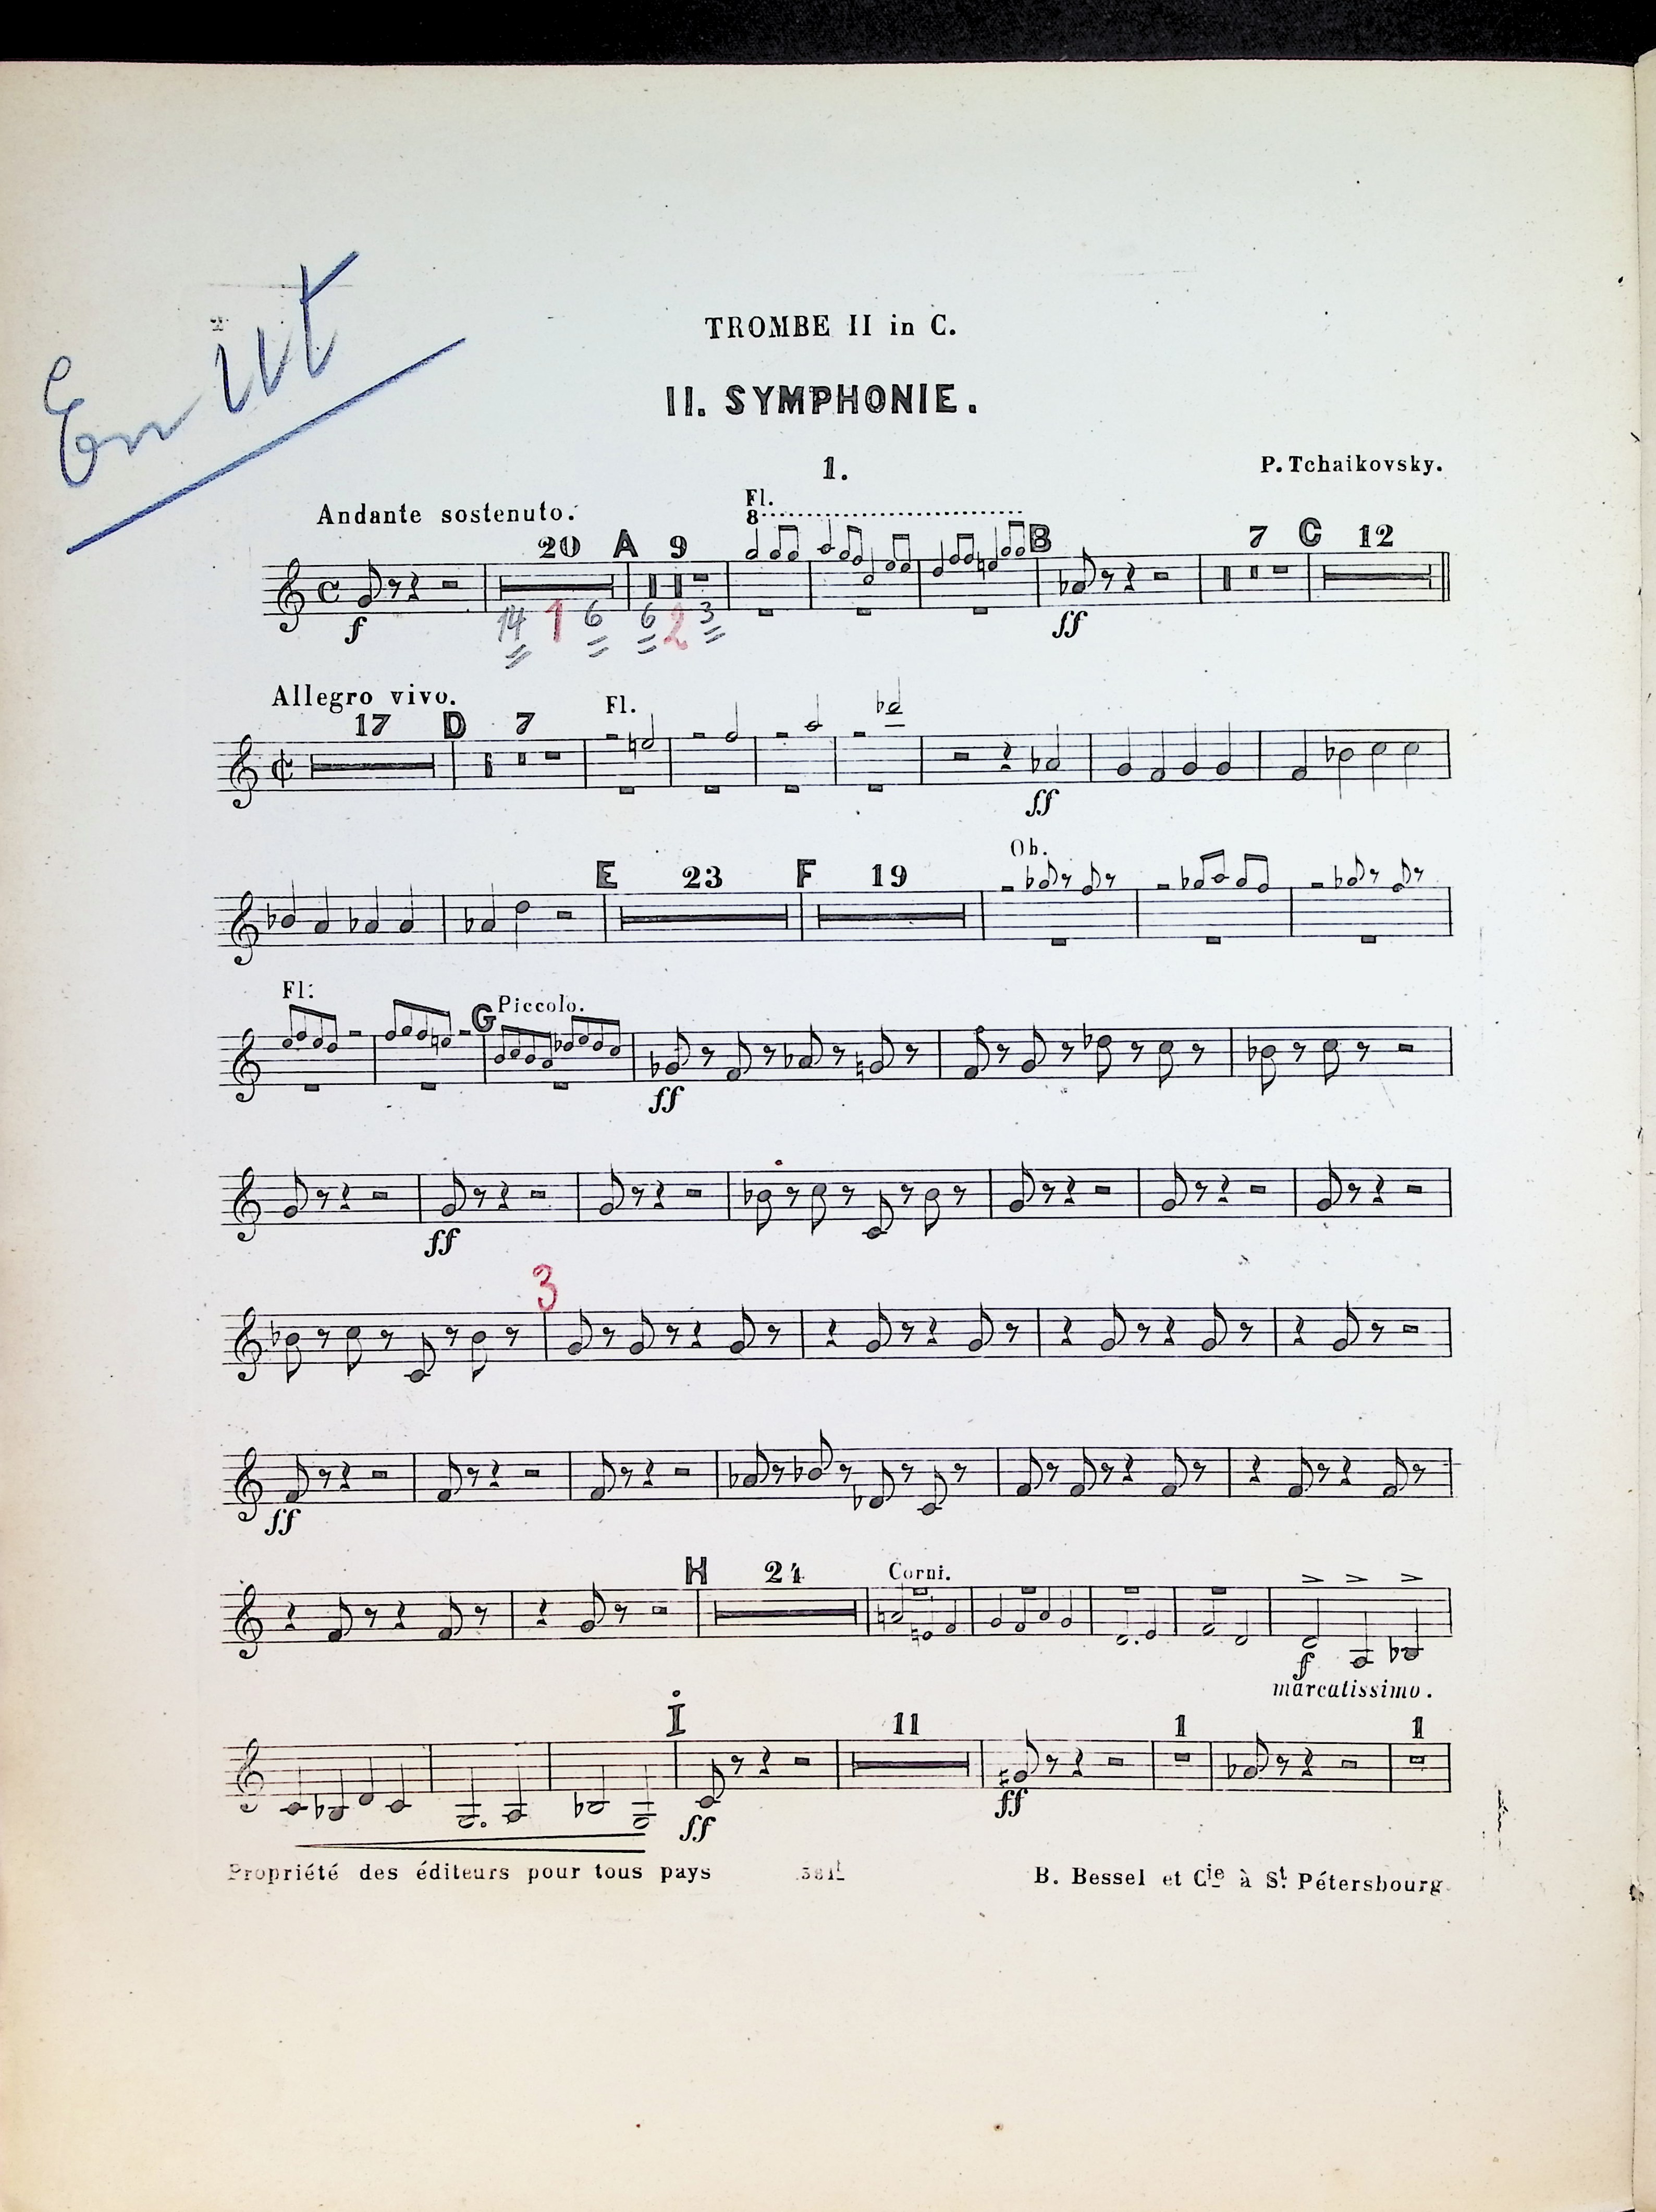 En ut
TROMBE II in C.
II. SYMPHONIE.
1.
P. Tchaikovsky.
Andante sostenuto.
Fl.
8
20 A 9 B 7 C 12
f ff
14 1 6 6 2 3
Allegro vivo.
17 D 7 Fl.
ff
E 23 F 19 Ob.
Fl: G Piccolo.
ff
ff
3
ff
H 24 Corni.
f
marcatissimo.
I 11 1 1
ff ff
Propriété des éditeurs pour tous pays B. Bessel et Cie à St. Pétersbourg